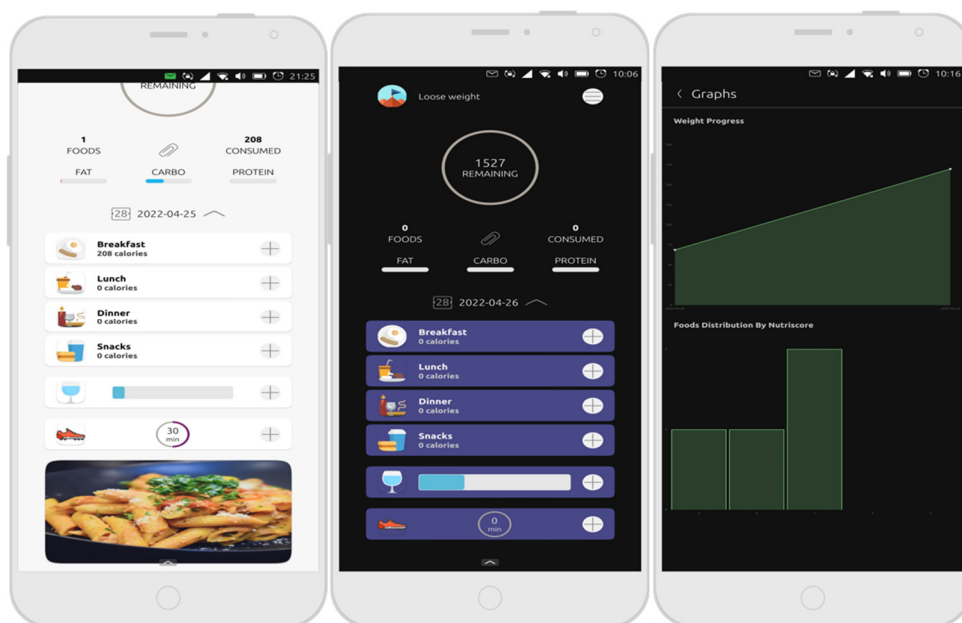 21:25
REMAINING
1 208
FOODS CONSUMED
FAT CARBO PROTEIN
28 2022-04-25
Breakfast
208 calories
Lunch
0 calories
Dinner
0 calories
Snacks
0 calories
30
min
10:06
Loose weight
1527
REMAINING
0 0
FOODS CONSUMED
FAT CARBO PROTEIN
28 2022-04-26
Breakfast
0 calories
Lunch
0 calories
Dinner
0 calories
Snacks
0 calories
0
min
10:16
Graphs
Weight Progress
Foods Distribution By Nutriscore